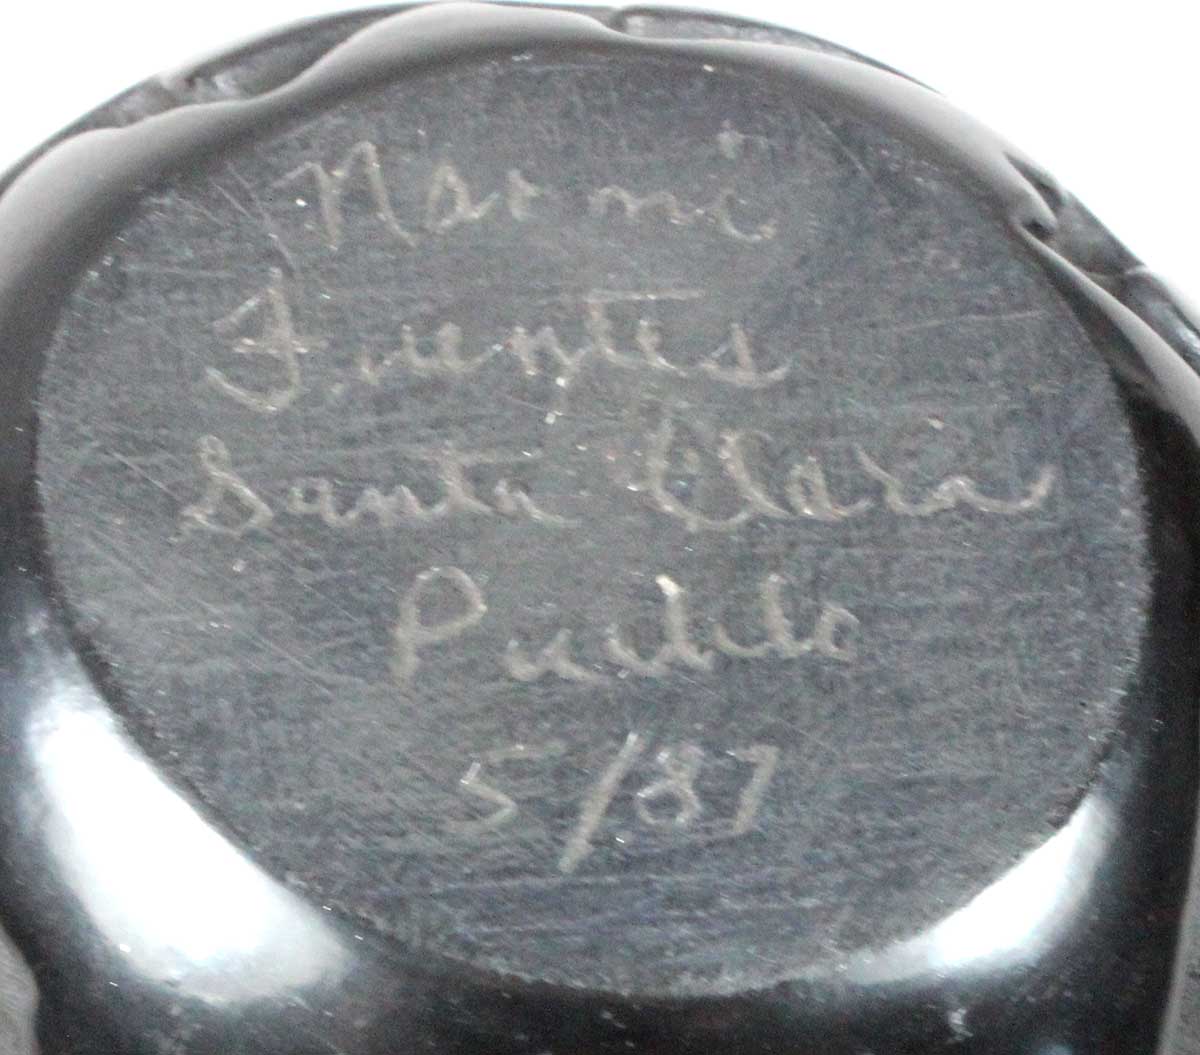 Naomi
Fuentes
Santa Clara
Pueblo
5/87